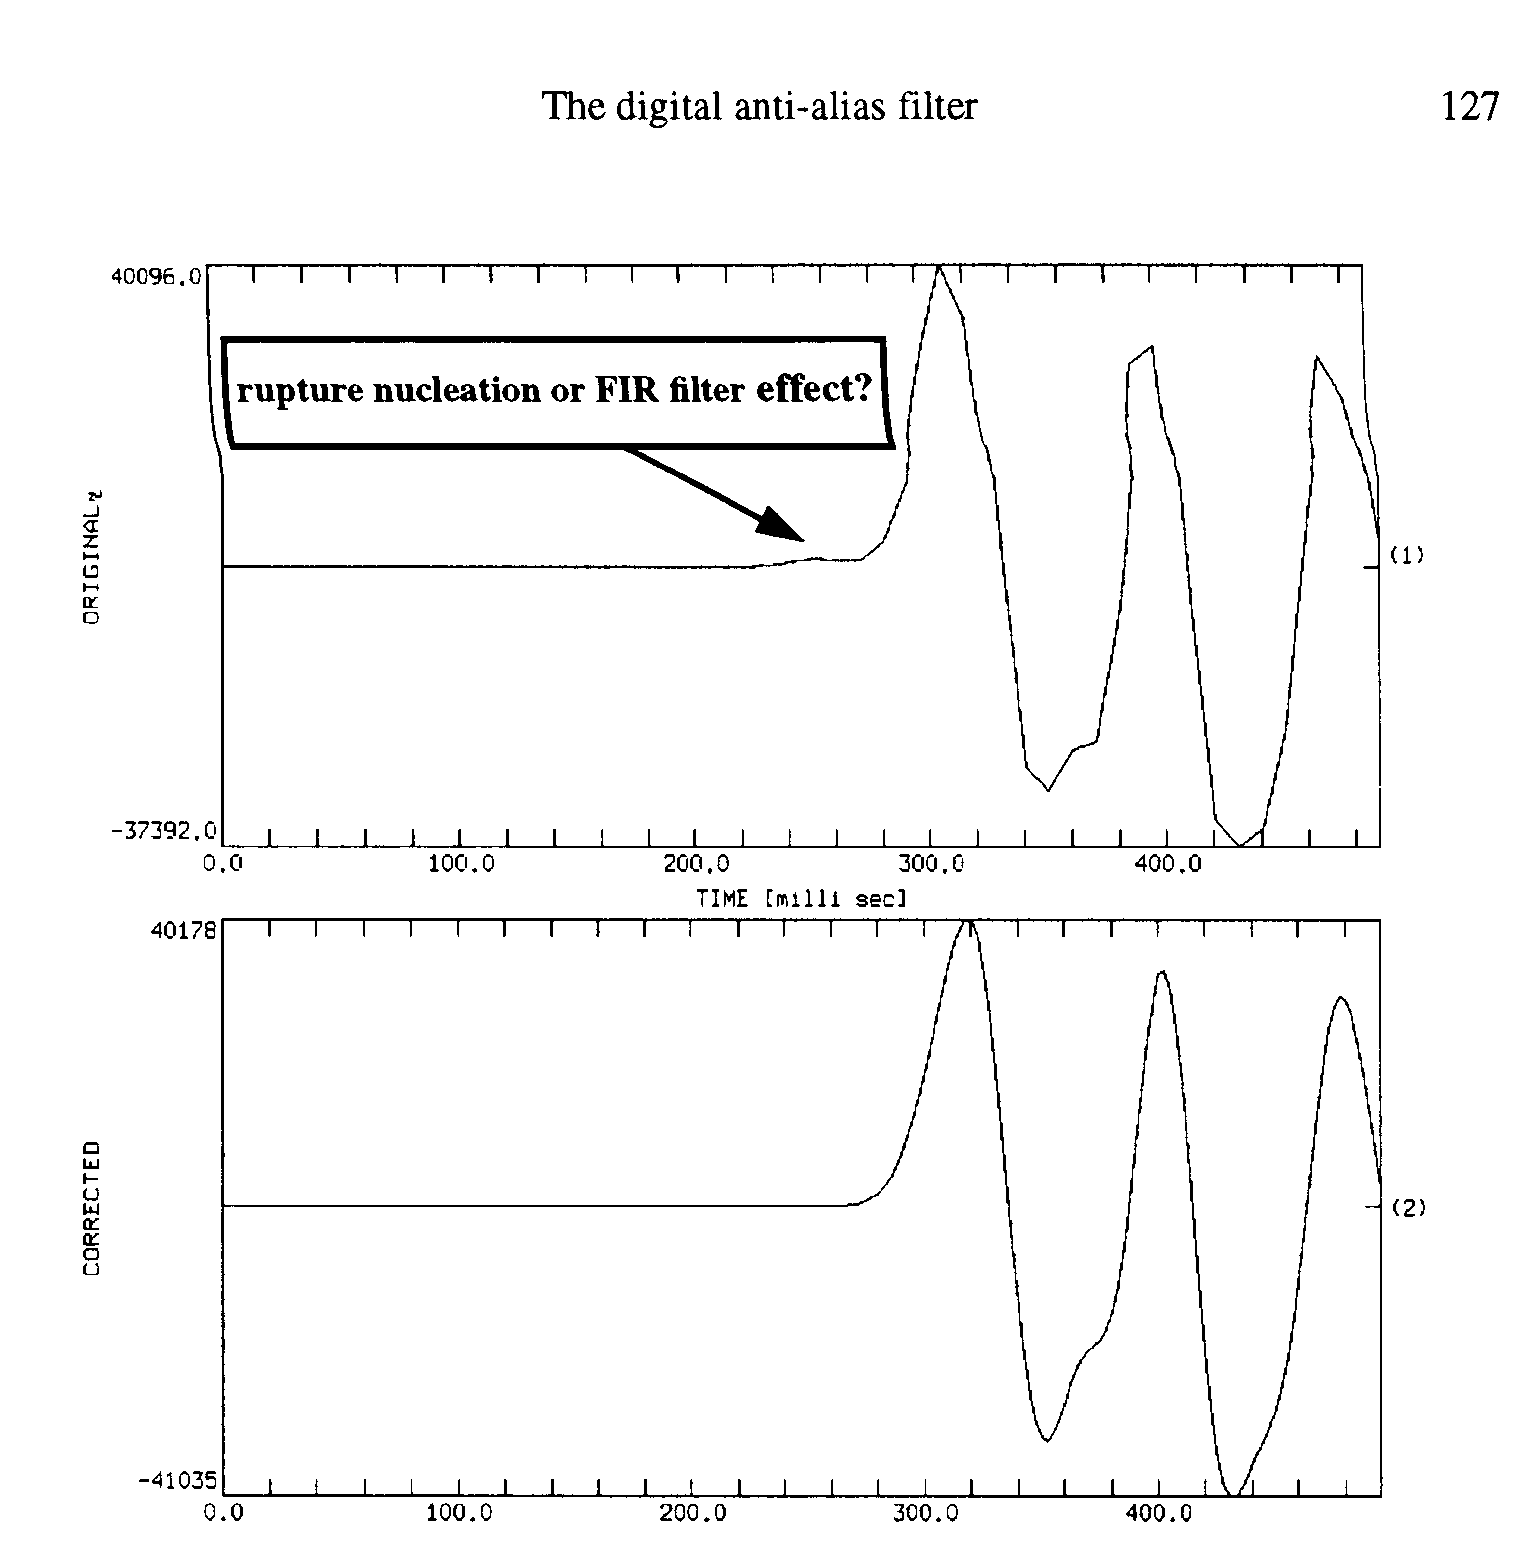 The digital anti-alias filter 127
40096.0
rupture nucleation or FIR filter effect?
ORIGINAL
(1)
-37392.0
0.0 100.0 200.0 300.0 400.0
TIME [milli sec]
40178
CORRECTED
(2)
-41035
0.0 100.0 200.0 300.0 400.0